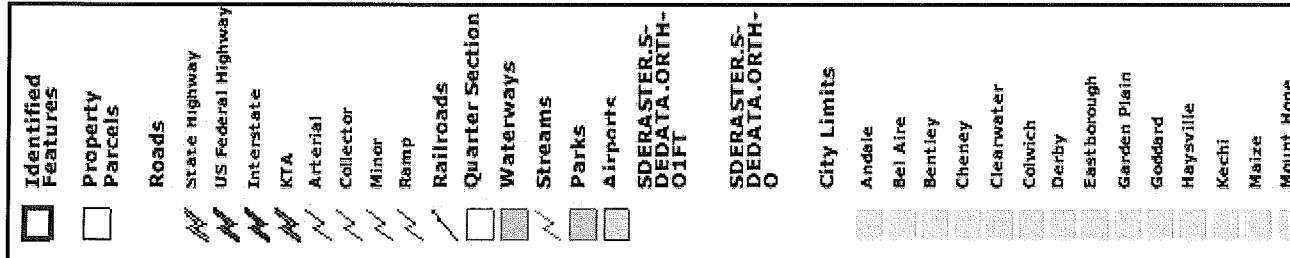 Identified
Features
Property
Parcels
Roads
State Highway
US Federal Highway
Interstate
KTA
Arterial
Collector
Minor
Ramp
Railroads
Quarter Section
Waterways
Streams
Parks
Airports
SDERASTER.S-
DEDATA.ORTH-
O1FT
SDERASTER.S-
DEDATA.ORTH-
O
City Limits
Andale
Bel Aire
Bentley
Cheney
Clearwater
Colwich
Derby
Eastborough
Garden Plain
Goddard
Haysville
Kechi
Maize
Mount Hope